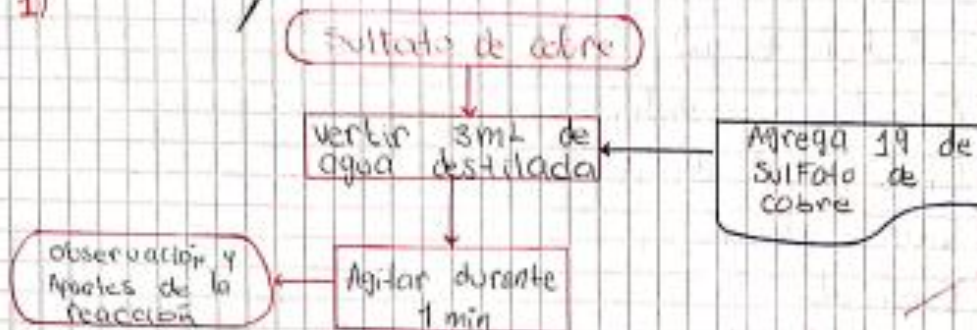 1)
Sulfato de cobre
vertir 3mL de
agua destilada
Agrega 1g de
Sulfato de
cobre
Agitar durante
1 min
observación y
Apuntes de la
reacción